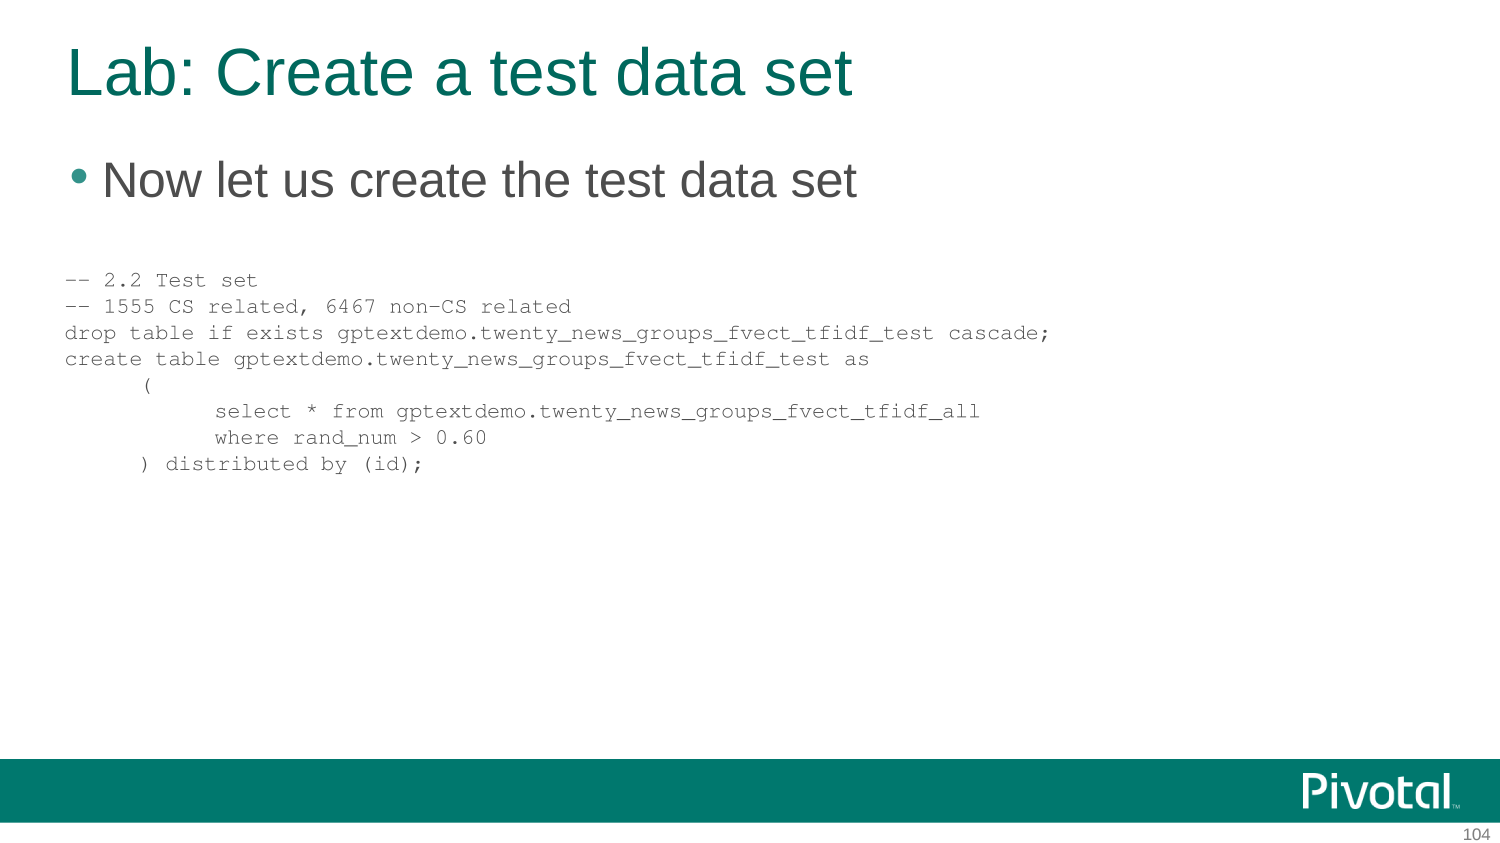 Lab: Create a test data set
• Now let us create the test data set
-- 2.2 Test set
-- 1555 CS related, 6467 non-CS related
drop table if exists gptextdemo.twenty_news_groups_fvect_tfidf_test cascade;
create table gptextdemo.twenty_news_groups_fvect_tfidf_test as
(
select * from gptextdemo.twenty_news_groups_fvect_tfidf_all
where rand_num > 0.60
) distributed by (id);
Pivotal™
104